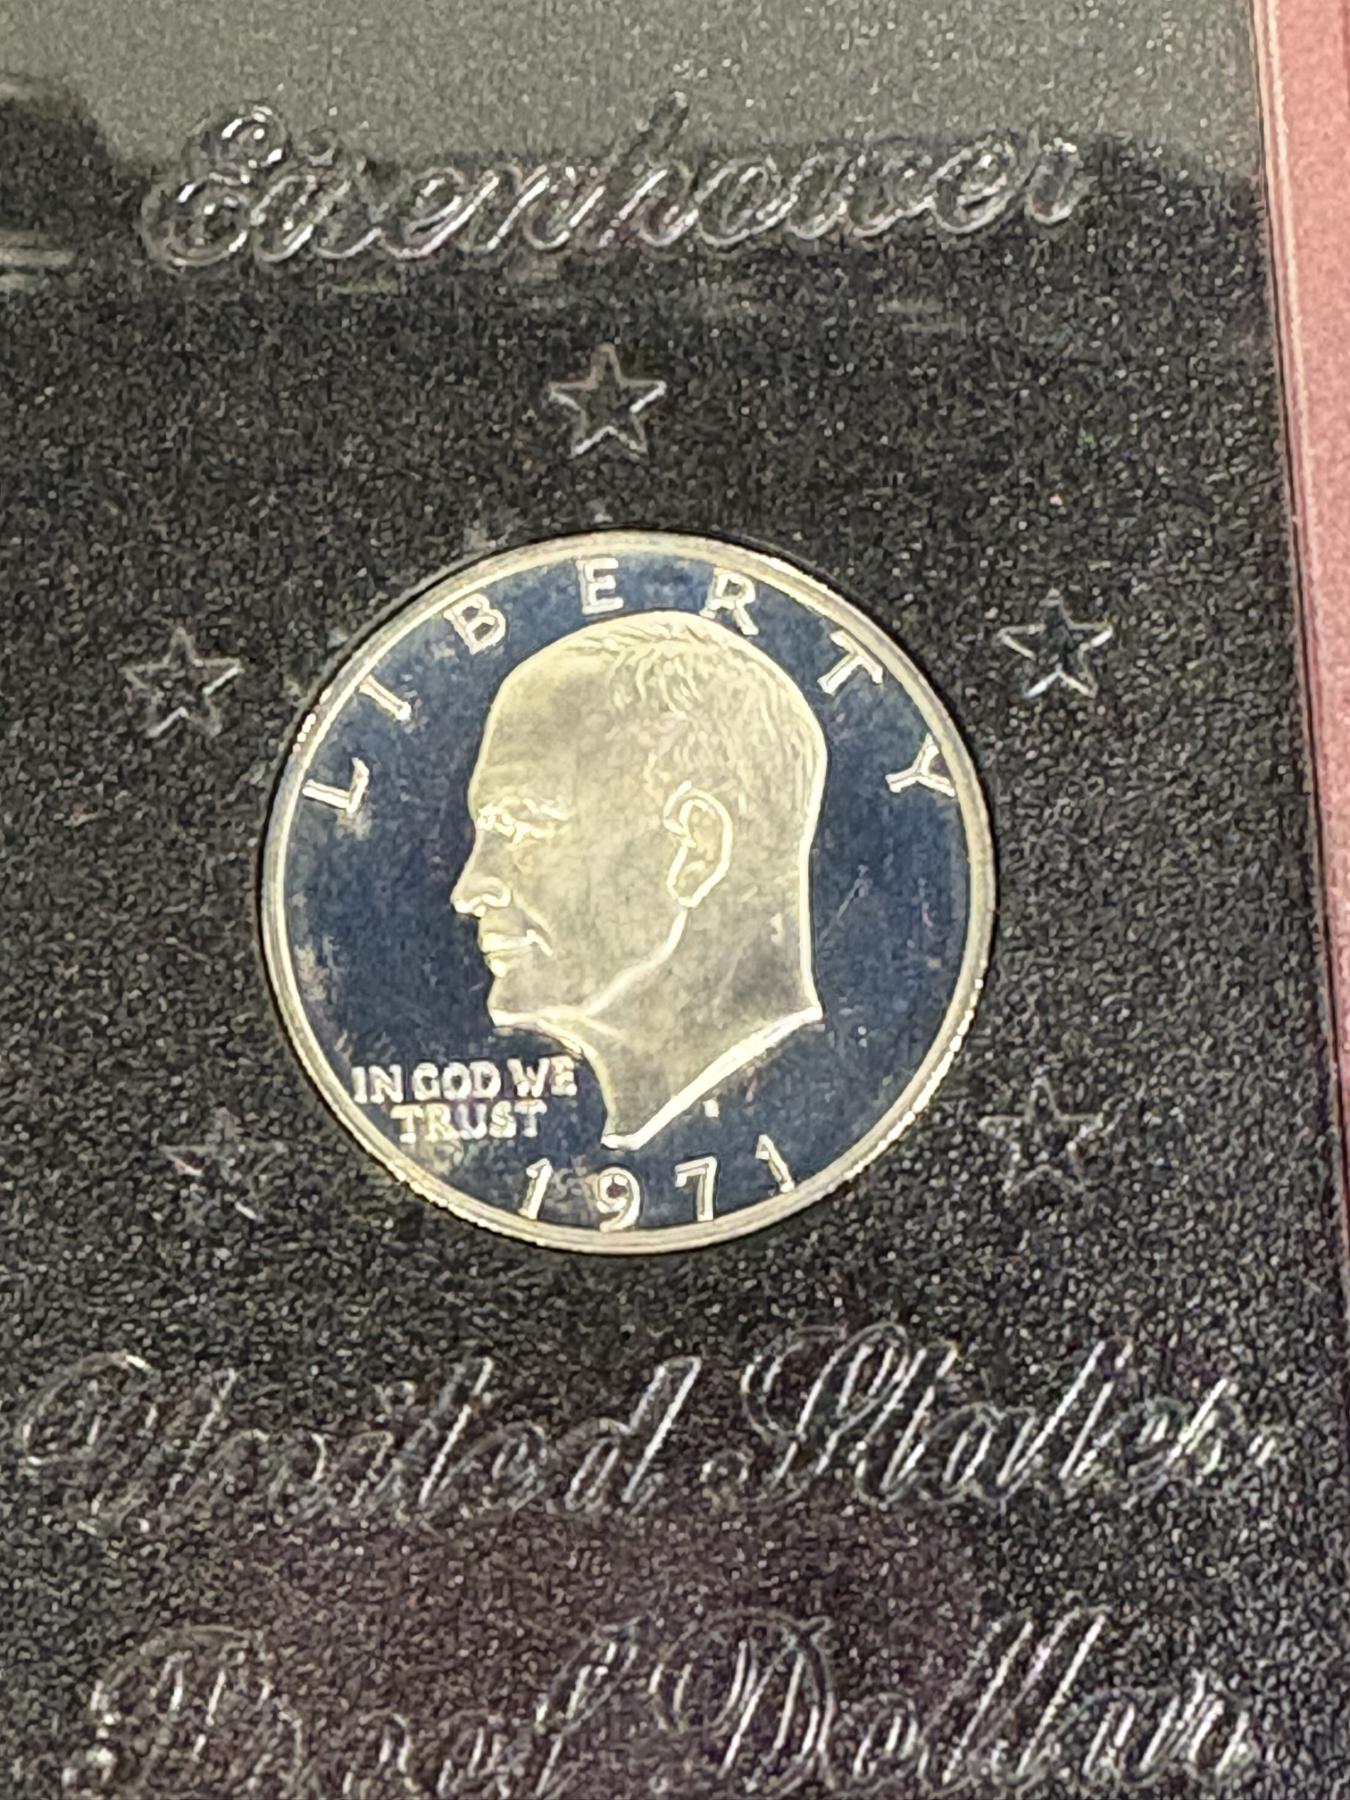 Eisenhower
LIBERTY
IN GOD WE
TRUST
1971
United States
Proof Dollar